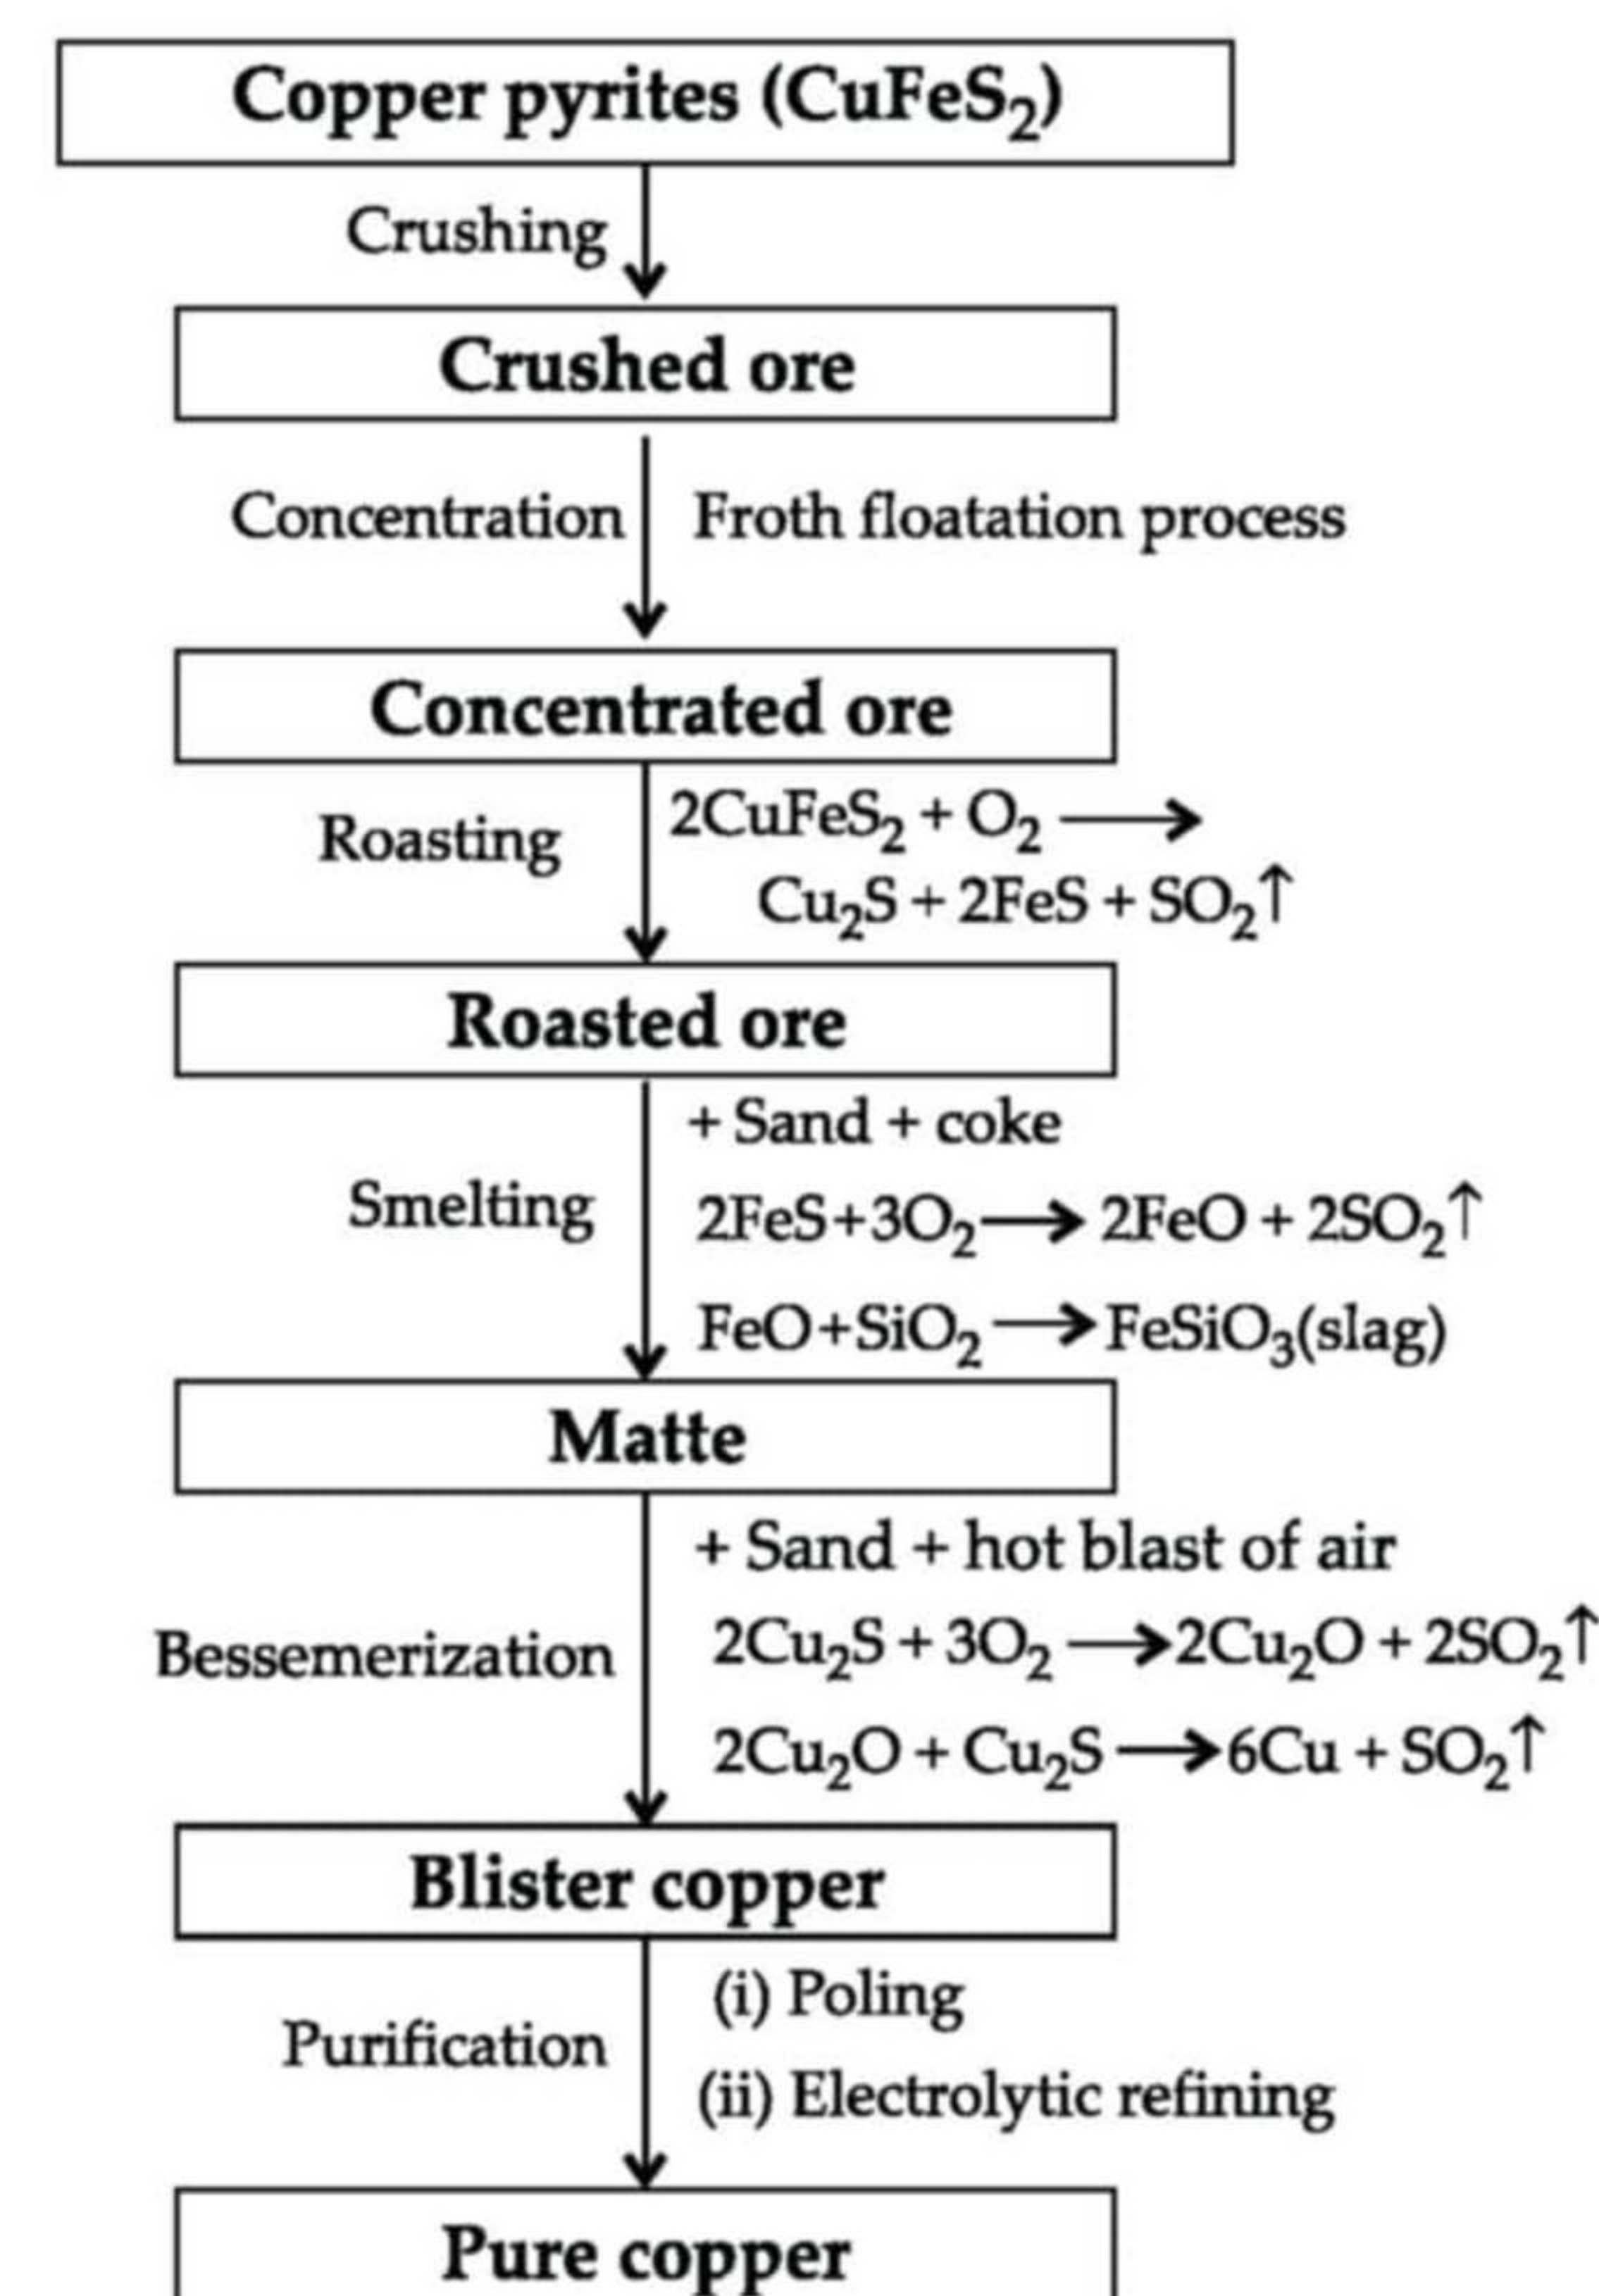 Copper pyrites (CuFeS₂)
Crushing
Crushed ore
Concentration Froth floatation process
Concentrated ore
Roasting 2CuFeS₂ + O₂ ⟶
Cu₂S + 2FeS + SO₂↑
Roasted ore
+ Sand + coke
Smelting 2FeS+3O₂⟶ 2FeO + 2SO₂↑
FeO+SiO₂ ⟶FeSiO₃(slag)
Matte
+ Sand + hot blast of air
Bessemerization 2Cu₂S + 3O₂ ⟶2Cu₂O + 2SO₂↑
2Cu₂O + Cu₂S ⟶6Cu + SO₂↑
Blister copper
(i) Poling
Purification
(ii) Electrolytic refining
Pure copper